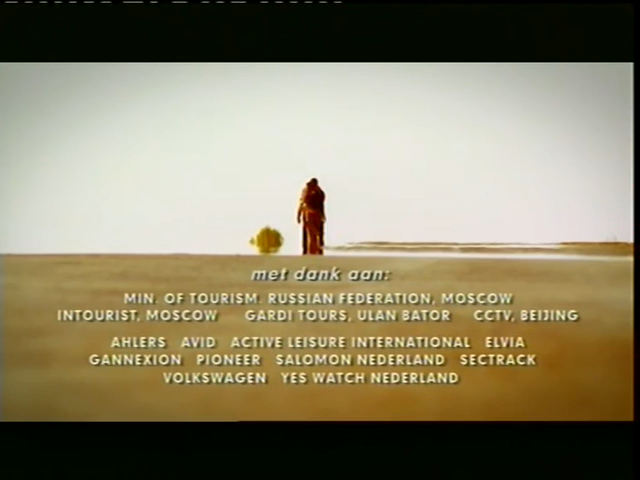 met dank aan:
MIN. OF TOURISM. RUSSIAN FEDERATION, MOSCOW
INTOURIST, MOSCOW GARDI TOURS, ULAN BATOR CCTV, BEIJING
AHLERS AVID ACTIVE LEISURE INTERNATIONAL ELVIA
GANNEXION PIONEER SALOMON NEDERLAND SECTRACK
VOLKSWAGEN YES WATCH NEDERLAND